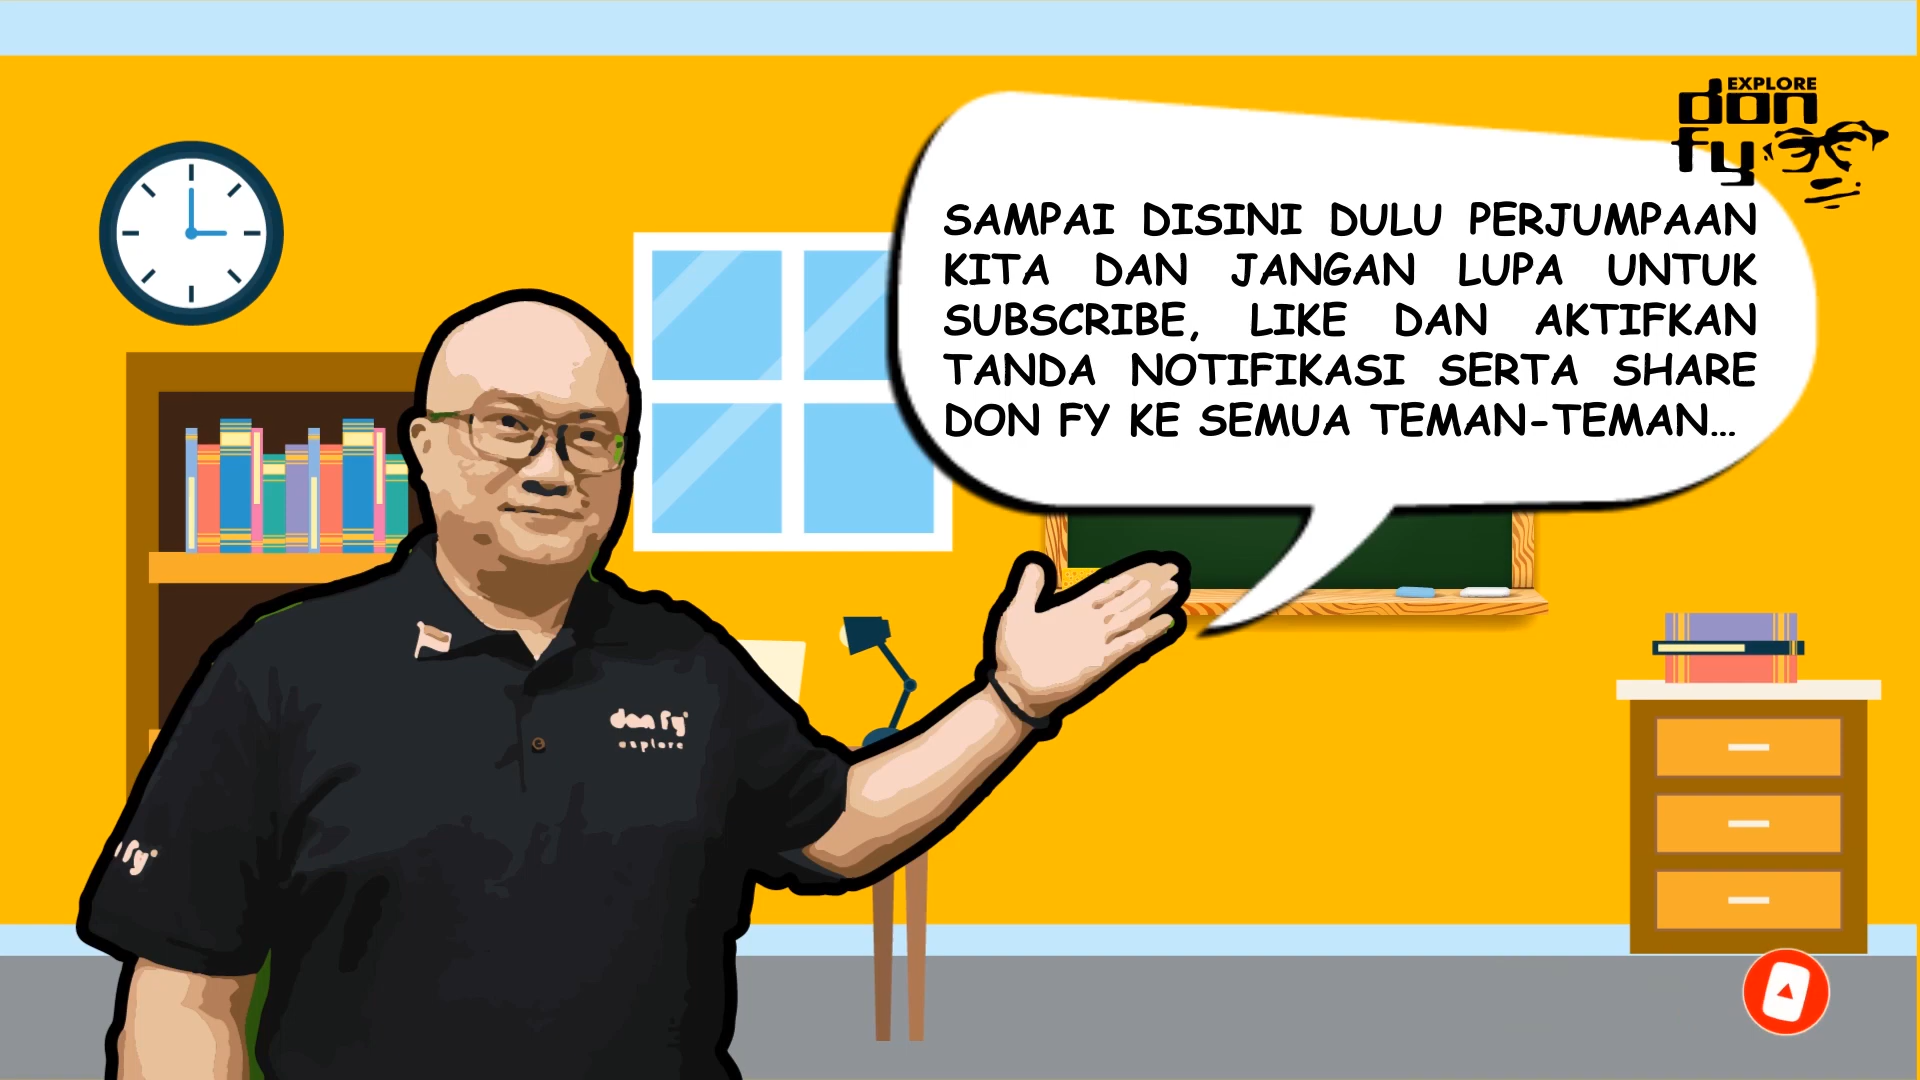 EXPLORE
don
fy
SAMPAI DISINI DULU PERJUMPAAN
KITA DAN JANGAN LUPA UNTUK
SUBSCRIBE, LIKE DAN AKTIFKAN
TANDA NOTIFIKASI SERTA SHARE
DON FY KE SEMUA TEMAN-TEMAN...
don fy
explore
fy